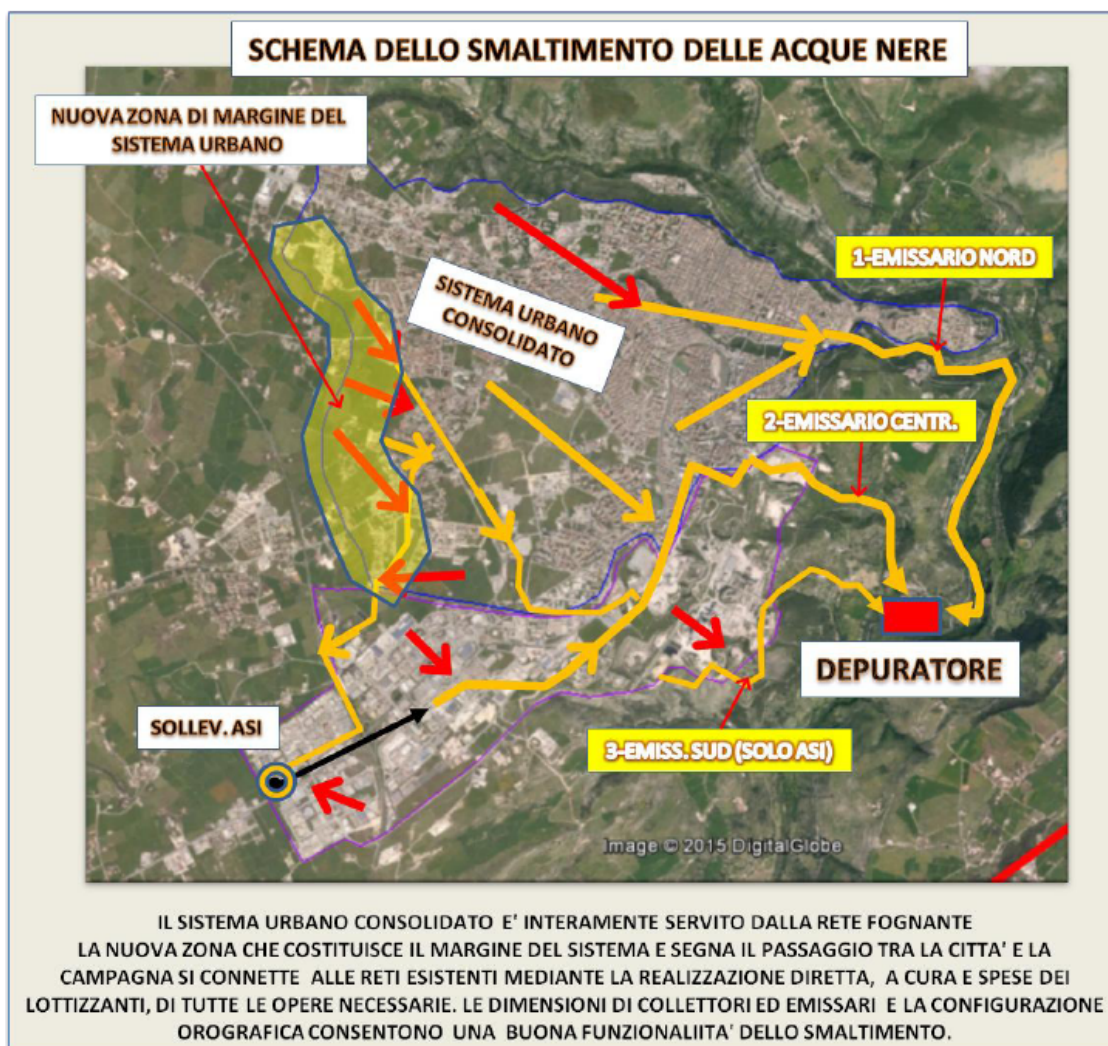 SCHEMA DELLO SMALTIMENTO DELLE ACQUE NERE
NUOVA ZONA DI MARGINE DEL
SISTEMA URBANO
1-EMISSARIO NORD
SISTEMA URBANO
CONSOLIDATO
2-EMISSARIO CENTR.
DEPURATORE
SOLLEV. ASI
3-EMISS. SUD (SOLO ASI)
Image © 2015 DigitalGlobe
IL SISTEMA URBANO CONSOLIDATO E' INTERAMENTE SERVITO DALLA RETE FOGNANTE
LA NUOVA ZONA CHE COSTITUISCE IL MARGINE DEL SISTEMA E SEGNA IL PASSAGGIO TRA LA CITTA' E LA
CAMPAGNA SI CONNETTE ALLE RETI ESISTENTI MEDIANTE LA REALIZZAZIONE DIRETTA, A CURA E SPESE DEI
LOTTIZZANTI, DI TUTTE LE OPERE NECESSARIE. LE DIMENSIONI DI COLLETTORI ED EMISSARI E LA CONFIGURAZIONE
OROGRAFICA CONSENTONO UNA BUONA FUNZIONALIITA' DELLO SMALTIMENTO.